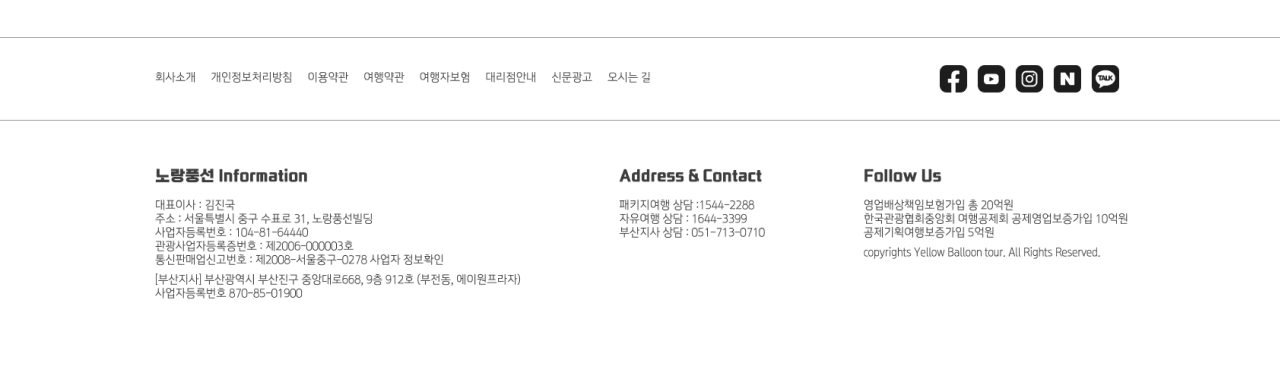 회사소개 개인정보처리방침 이용약관 여행약관 여행자보험 대리점안내 신문광고 오시는 길
N TALK
노랑풍선 Information
대표이사 : 김진국
주소 : 서울특별시 중구 수표로 31, 노랑풍선빌딩
사업자등록번호 : 104-81-64440
관광사업자등록증번호 : 제2006-000003호
통신판매업신고번호 : 제2008-서울중구-0278 사업자 정보확인
[부산지사] 부산광역시 부산진구 중앙대로668, 9층 912호 (부전동, 에이원프라자)
사업자등록번호 870-85-01900
Address & Contact
패키지여행 상담 :1544-2288
자유여행 상담 : 1644-3399
부산지사 상담 : 051-713-0710
Follow Us
영업배상책임보험가입 총 20억원
한국관광협회중앙회 여행공제회 공제영업보증가입 10억원
공제기획여행보증가입 5억원
copyrights Yellow Balloon tour. All Rights Reserved.